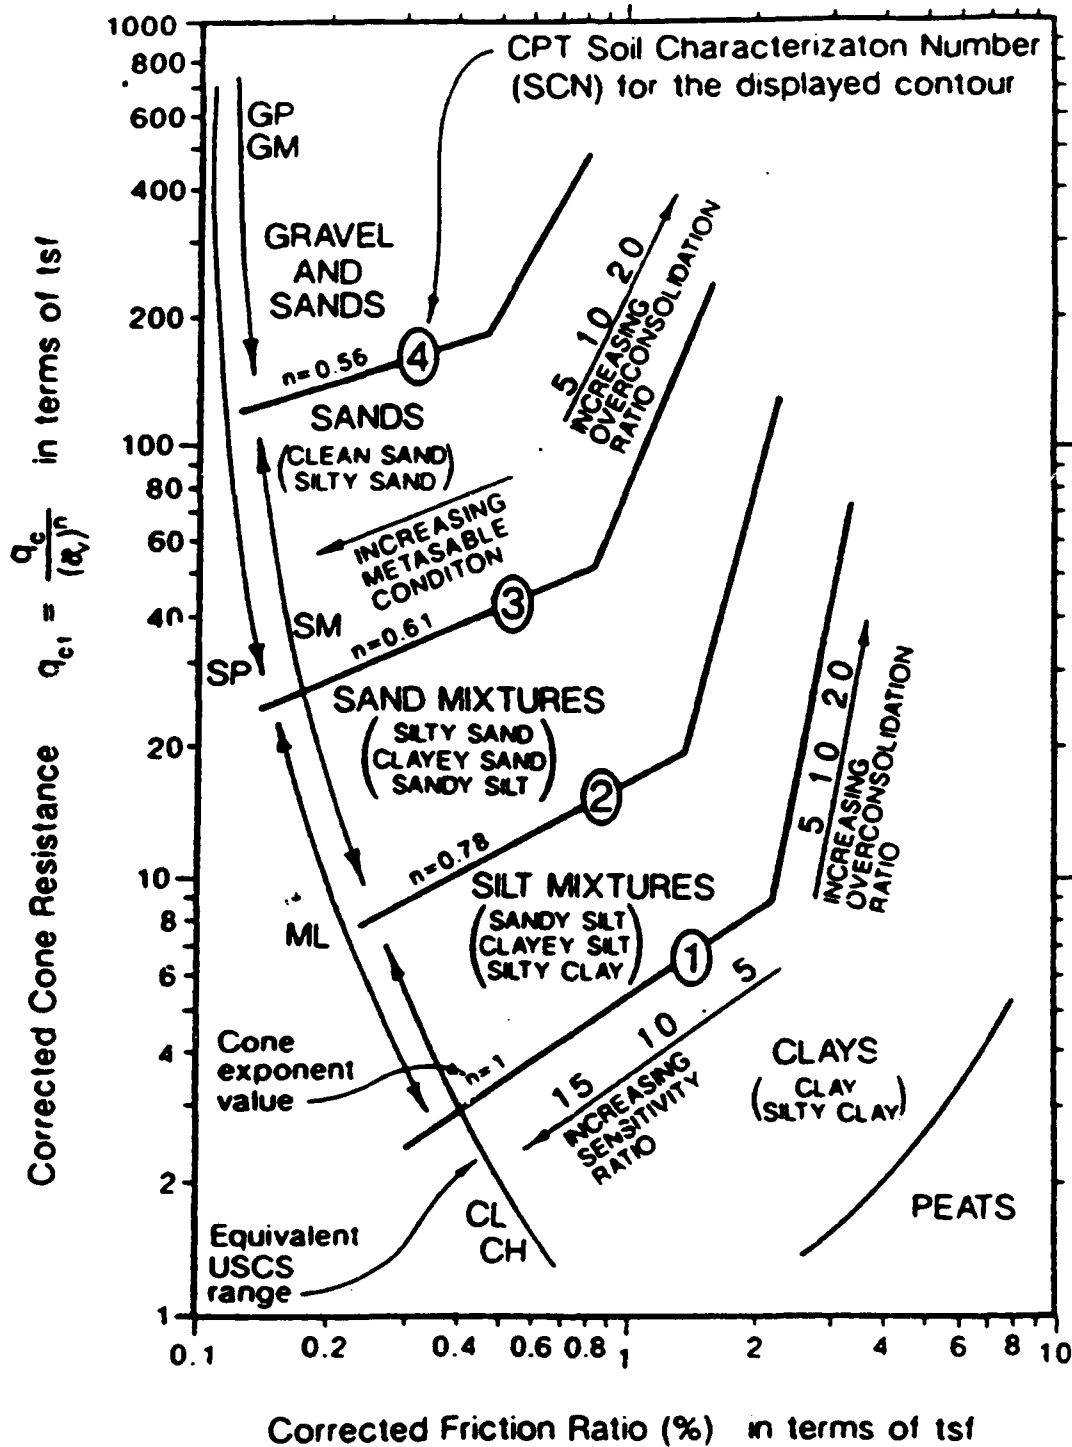 1000
800
600
400
200
100
80
60
40
20
10
8
6
4
2
1
Corrected Cone Resistance q_c1 = q_c / (σ̄_v)^n in terms of tsf
CPT Soil Characterizaton Number
(SCN) for the displayed contour
GP
GM
GRAVEL
AND
SANDS
n=0.56
4
SANDS
(CLEAN SAND
SILTY SAND)
INCREASING
METASABLE
CONDITON
5 10 20
INCREASING
OVERCONSOLIDATION
RATIO
SM
n=0.61
3
SP
SAND MIXTURES
(SILTY SAND
CLAYEY SAND
SANDY SILT)
n=0.78
2
SILT MIXTURES
(SANDY SILT
CLAYEY SILT
SILTY CLAY)
5 10 20
INCREASING
OVERCONSOLIDATION
RATIO
ML
1
n=1
Cone
exponent
value
15 10 5
INCREASING
SENSITIVITY
RATIO
CLAYS
(CLAY
SILTY CLAY)
PEATS
CL
CH
Equivalent
USCS
range
0.1 0.2 0.4 0.6 0.8 1 2 4 6 8 10
Corrected Friction Ratio (%) in terms of tsf